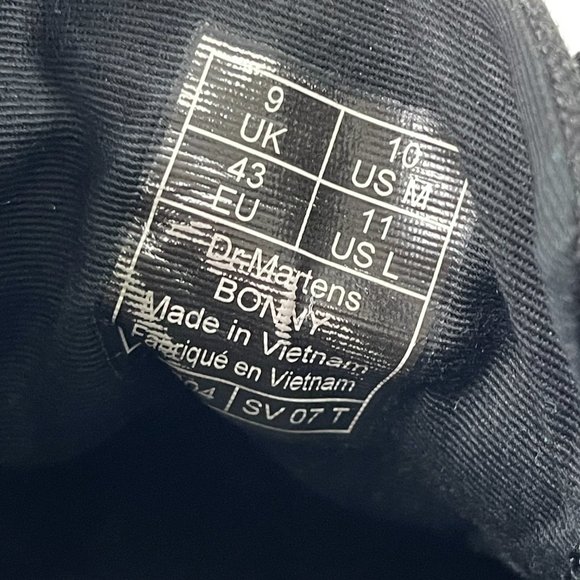 9 10
UK US M
43 11
EU US L
Dr.Martens
BONNY
Made in Vietnam
Fabriqué en Vietnam
SV 07 T